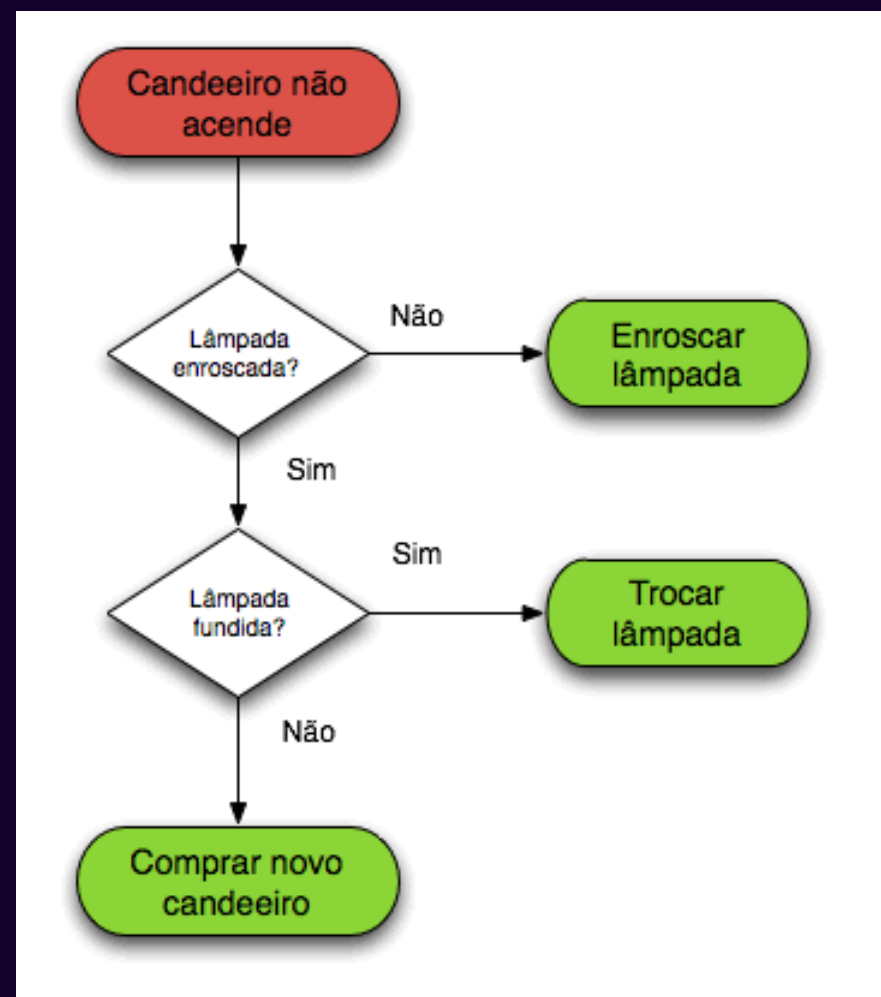 Candeeiro não
acende
Lâmpada
enroscada?
Não
Enroscar
lâmpada
Sim
Lâmpada
fundida?
Sim
Trocar
lâmpada
Não
Comprar novo
candeeiro